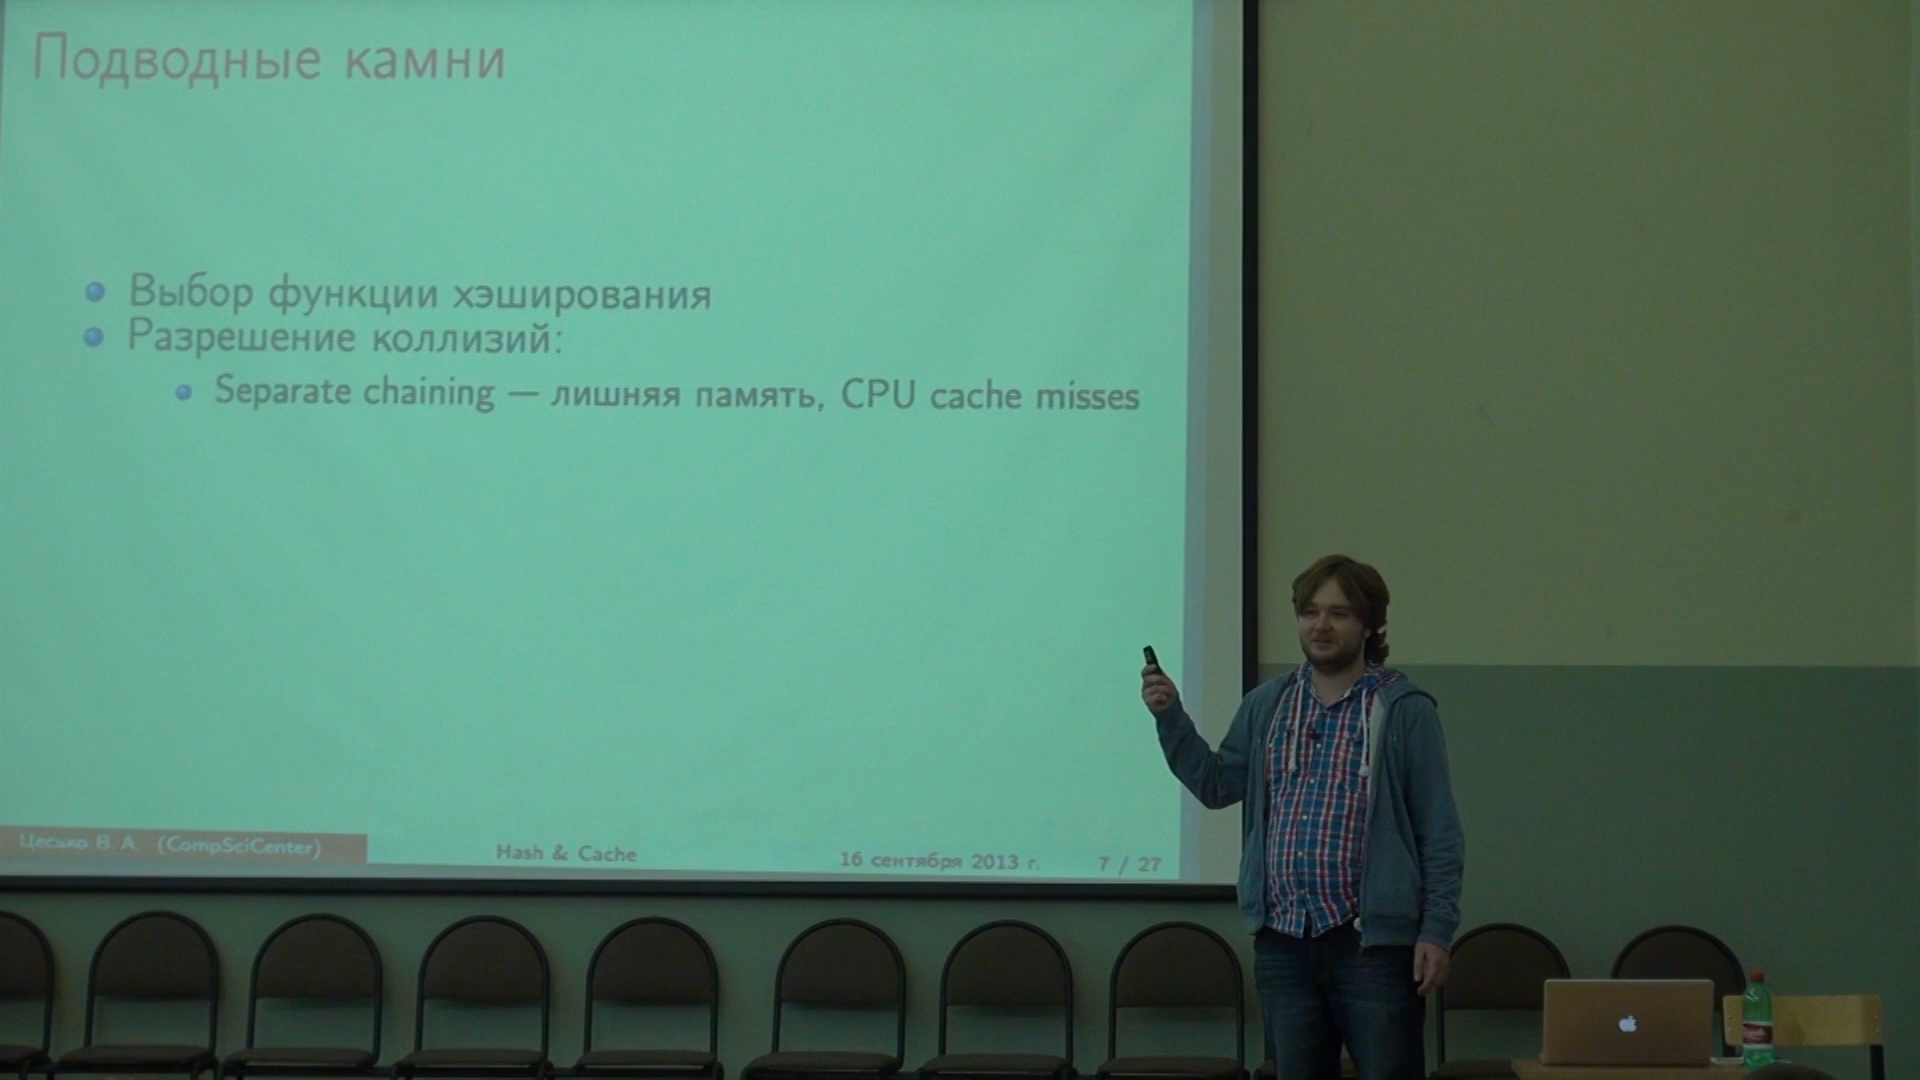 Подводные камни
Выбор функции хэширования
Разрешение коллизий:
Separate chaining — лишняя память, CPU cache misses
Цесько В. А. (CompSciCenter)
Hash & Cache
16 сентября 2013 г.
7 / 27